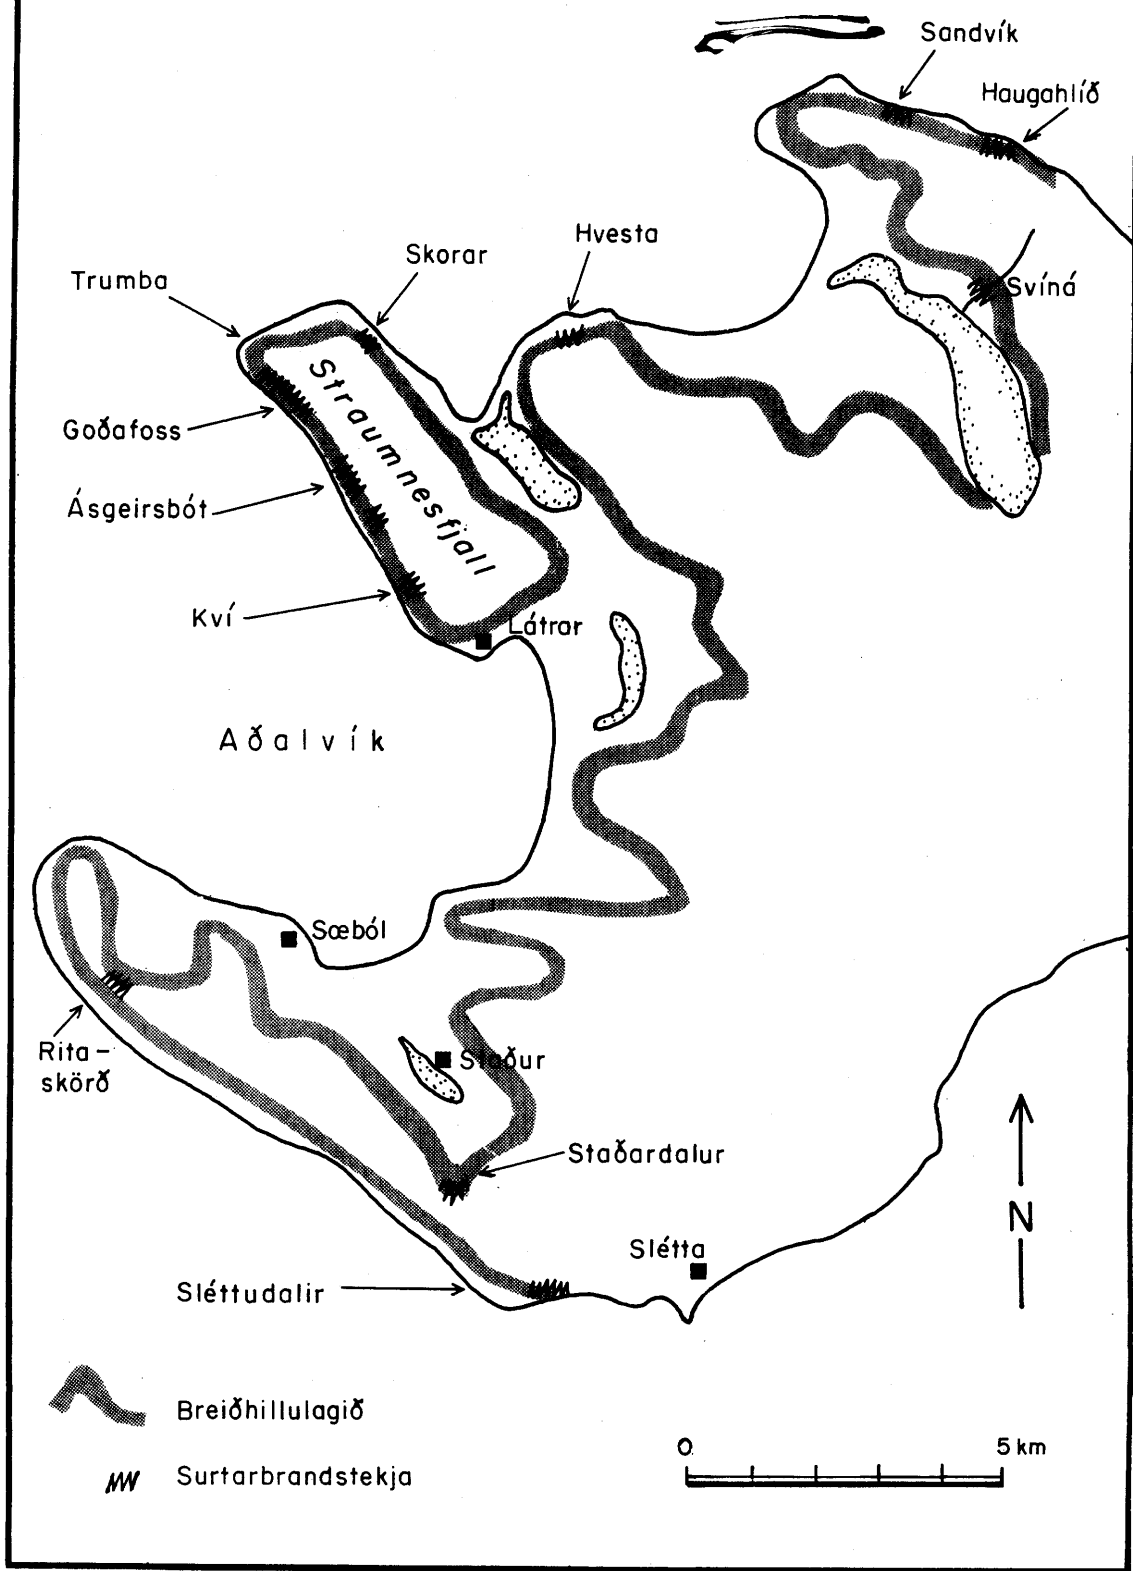 Sandvík
Haugahlíð
Hvesta
Skorar
Trumba
Svíná
Straumnesfjall
Goðafoss
Ásgeirsbót
Kví
Látrar
Aðalvík
Sæból
Rita-
skörð
Staður
Staðardalur
Slétta
N
Sléttudalir
Breiðhillulagið
Surtarbrandstekja
0 5 km